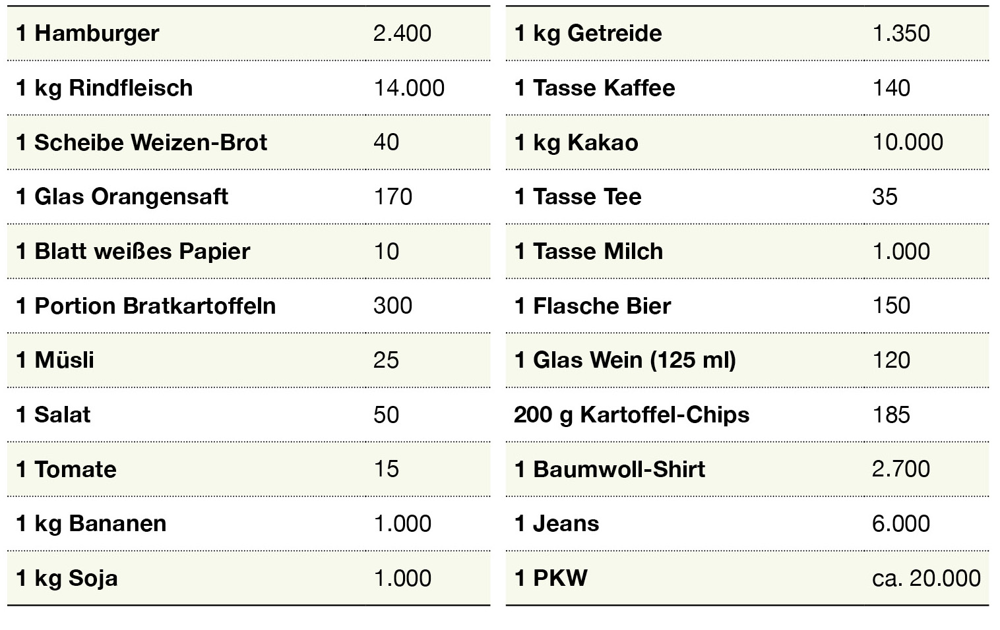 1 Hamburger 2.400
1 kg Rindfleisch 14.000
1 Scheibe Weizen-Brot 40
1 Glas Orangensaft 170
1 Blatt weißes Papier 10
1 Portion Bratkartoffeln 300
1 Müsli 25
1 Salat 50
1 Tomate 15
1 kg Bananen 1.000
1 kg Soja 1.000
1 kg Getreide 1.350
1 Tasse Kaffee 140
1 kg Kakao 10.000
1 Tasse Tee 35
1 Tasse Milch 1.000
1 Flasche Bier 150
1 Glas Wein (125 ml) 120
200 g Kartoffel-Chips 185
1 Baumwoll-Shirt 2.700
1 Jeans 6.000
1 PKW ca. 20.000